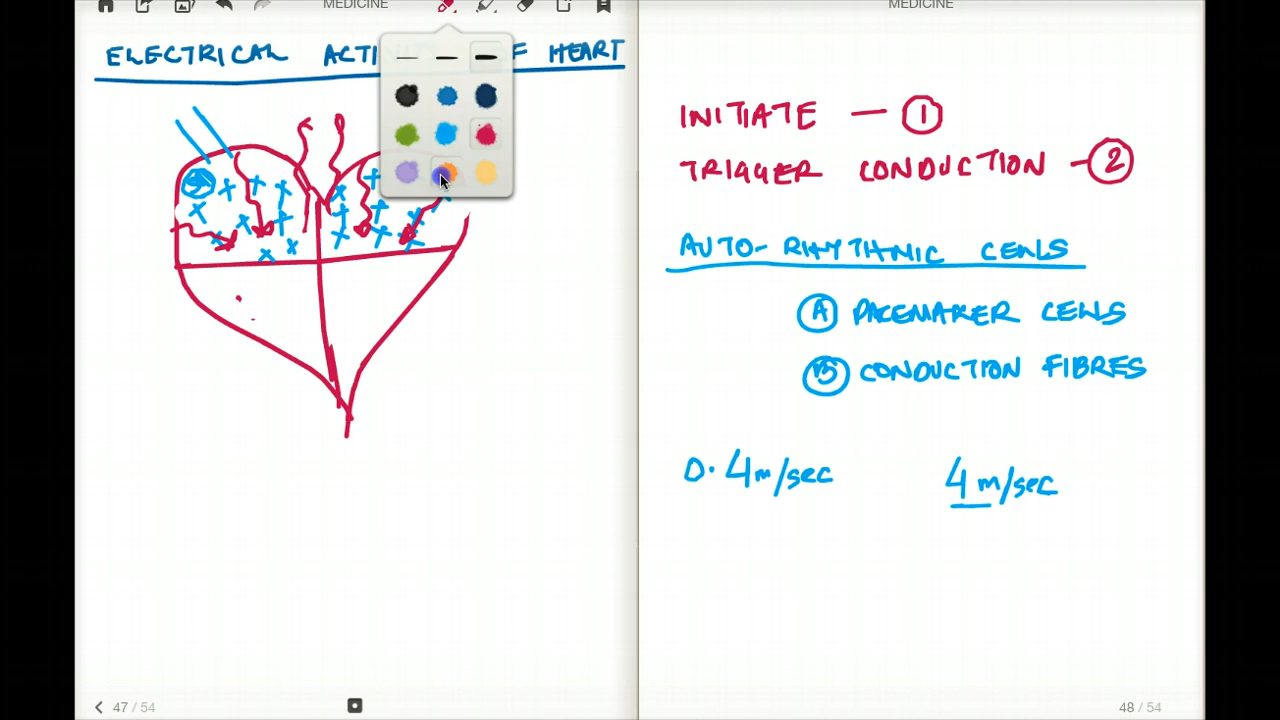 MEDICINE
ELECTRICAL ACTI F HEART
47 / 54
MEDICINE
INITIATE — 1
TRIGGER CONDUCTION - 2
AUTO-RHYTHMIC CELLS
A PACEMAKER CELLS
B CONDUCTION FIBRES
0.4m/sec 4m/sec
48 / 54